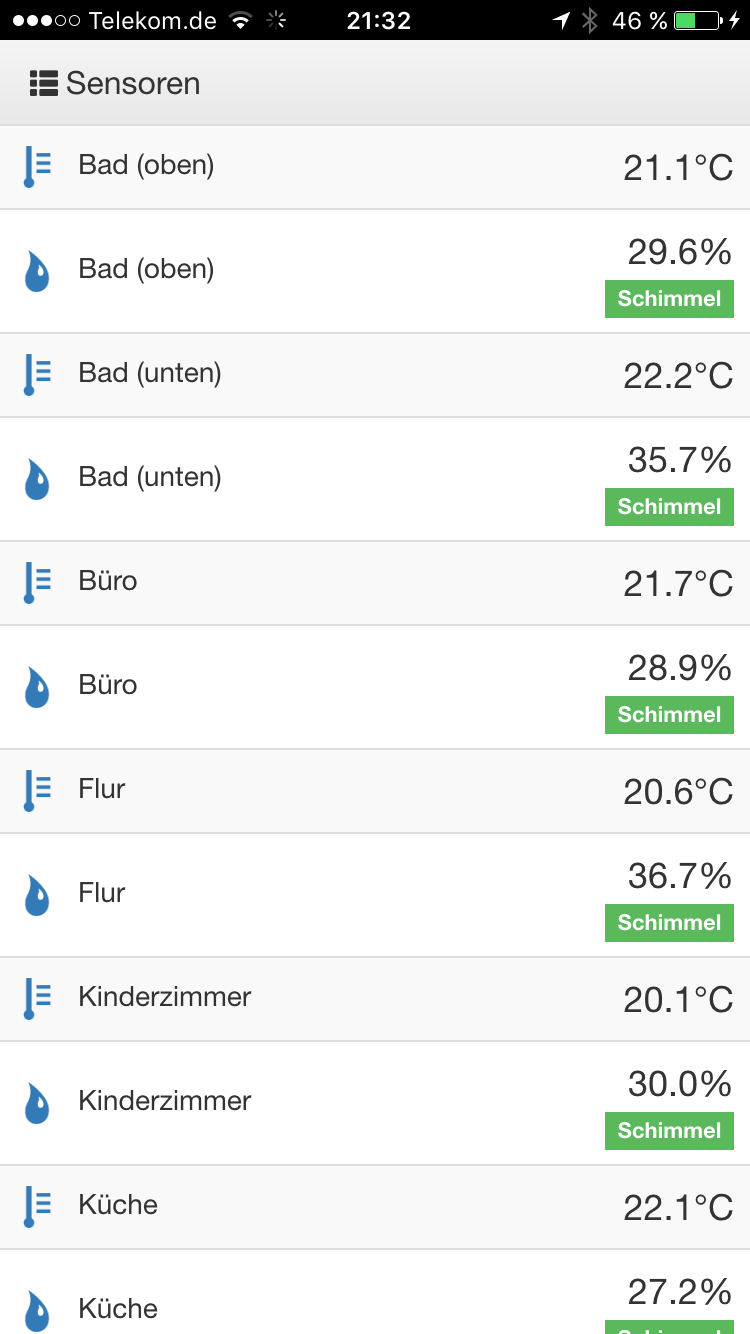 Telekom.de 21:32 46 %
Sensoren
Bad (oben) 21.1°C
Bad (oben) 29.6%
Schimmel
Bad (unten) 22.2°C
Bad (unten) 35.7%
Schimmel
Büro 21.7°C
Büro 28.9%
Schimmel
Flur 20.6°C
Flur 36.7%
Schimmel
Kinderzimmer 20.1°C
Kinderzimmer 30.0%
Schimmel
Küche 22.1°C
Küche 27.2%